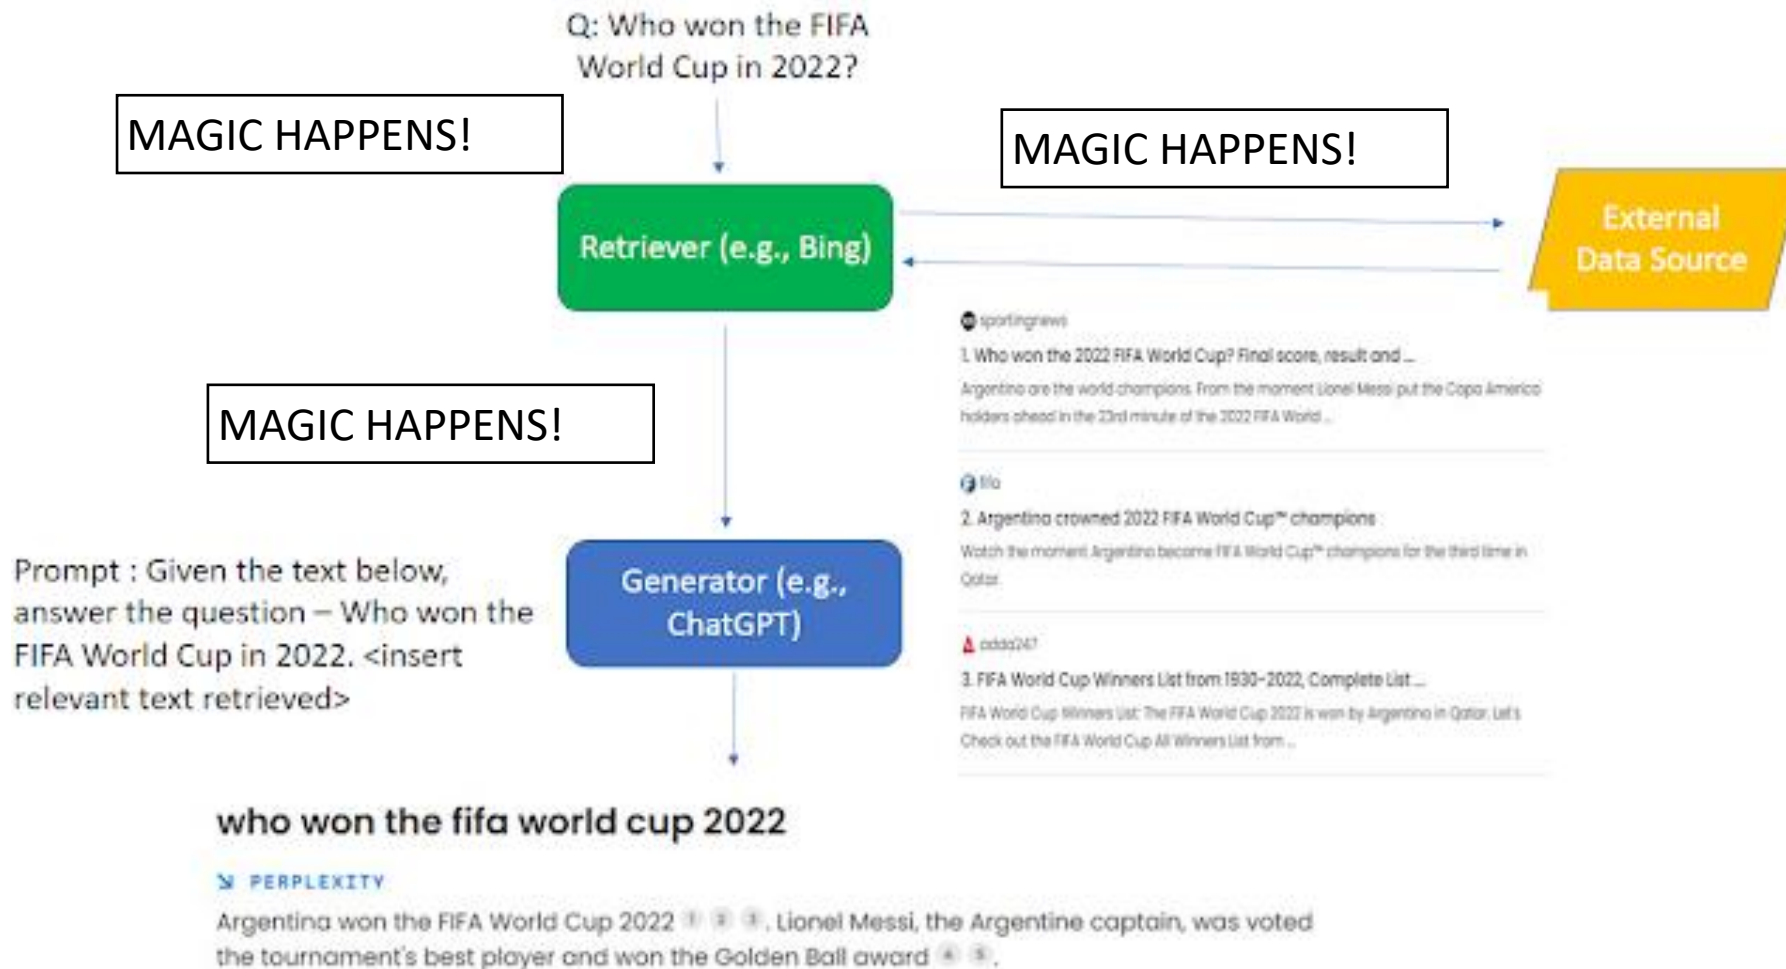 Q: Who won the FIFA
World Cup in 2022?
MAGIC HAPPENS!
MAGIC HAPPENS!
Retriever (e.g., Bing)
External
Data Source
sportingnews
1. Who won the 2022 FIFA World Cup? Final score, result and ...
Argentina are the world champions. From the moment Lionel Messi put the Copa America
holders ahead in the 23rd minute of the 2022 FIFA World ...
MAGIC HAPPENS!
fifa
2. Argentina crowned 2022 FIFA World Cup™ champions
Watch the moment Argentina become FIFA World Cup™ champions for the third time in
Qatar.
Prompt : Given the text below,
answer the question – Who won the
FIFA World Cup in 2022. <insert
relevant text retrieved>
Generator (e.g.,
ChatGPT)
adda247
3. FIFA World Cup Winners List from 1930-2022, Complete List ...
FIFA World Cup Winners List: The FIFA World Cup 2022 is won by Argentina in Qatar. Let's
Check out the FIFA World Cup All Winners List from ...
who won the fifa world cup 2022
PERPLEXITY
Argentina won the FIFA World Cup 2022 1 2 3. Lionel Messi, the Argentine captain, was voted
the tournament's best player and won the Golden Ball award 4 5.